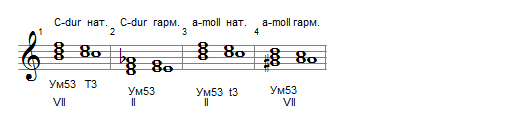 C-dur нат. C-dur гарм. a-moll нат. a-moll гарм.
1 2 3 4
Ум53 Т3 Ум53 Ум53 t3 Ум53
VII II II VII